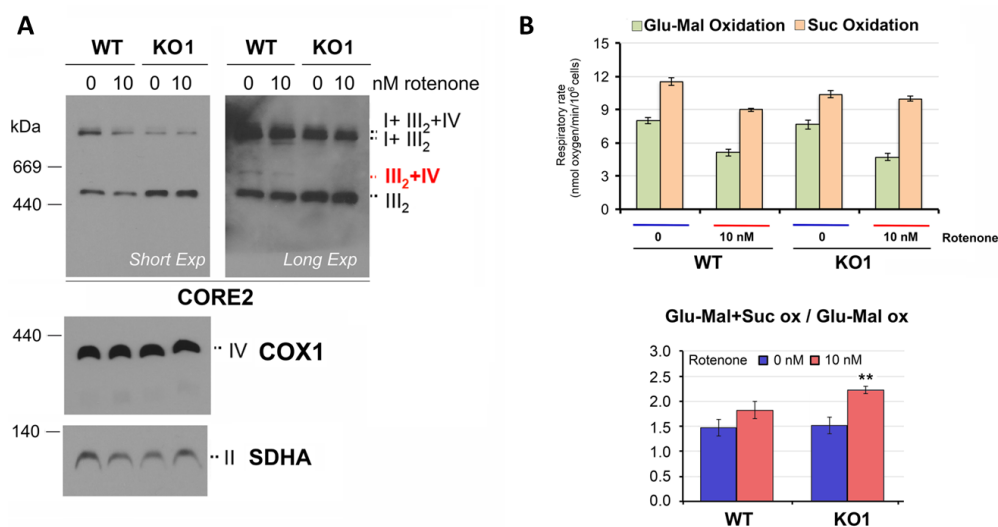 A
WT KO1 WT KO1
0 10 0 10 0 10 0 10 nM rotenone
kDa
669
440
I+ III₂+IV
I+ III₂
III₂+IV
III₂
Short Exp Long Exp
CORE2
440
IV COX1
140
II SDHA
B
Glu-Mal Oxidation Suc Oxidation
Respiratory rate
(nmol oxygen/min/10⁶ cells)
15
12
9
6
3
0
0 10 nM 0 10 nM Rotenone
WT KO1
Glu-Mal+Suc ox / Glu-Mal ox
Rotenone 0 nM 10 nM
3.0
2.5
2.0
1.5
1.0
0.5
0.0
**
WT KO1